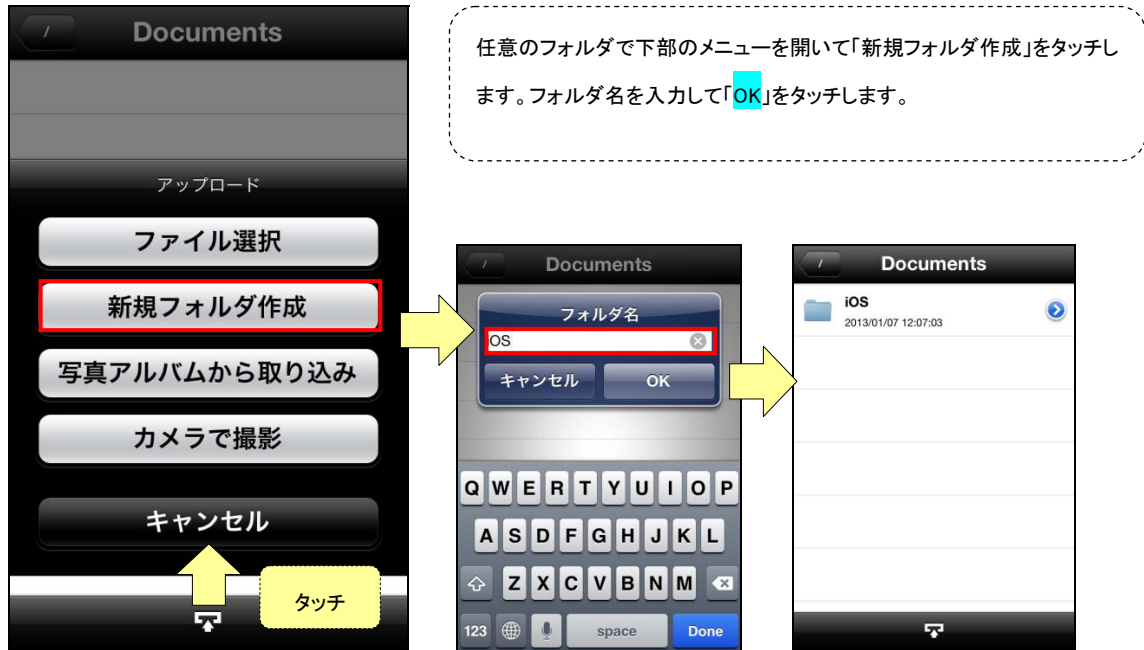 /
Documents
任意のフォルダで下部のメニューを開いて「新規フォルダ作成」をタッチし
ます。フォルダ名を入力して「OK」をタッチします。
アップロード
ファイル選択
新規フォルダ作成
写真アルバムから取り込み
カメラで撮影
キャンセル
タッチ
/
Documents
フォルダ名
iOS
キャンセル
OK
Q W E R T Y U I O P
A S D F G H J K L
Z X C V B N M
123
space
Done
/
Documents
iOS
2013/01/07 12:07:03